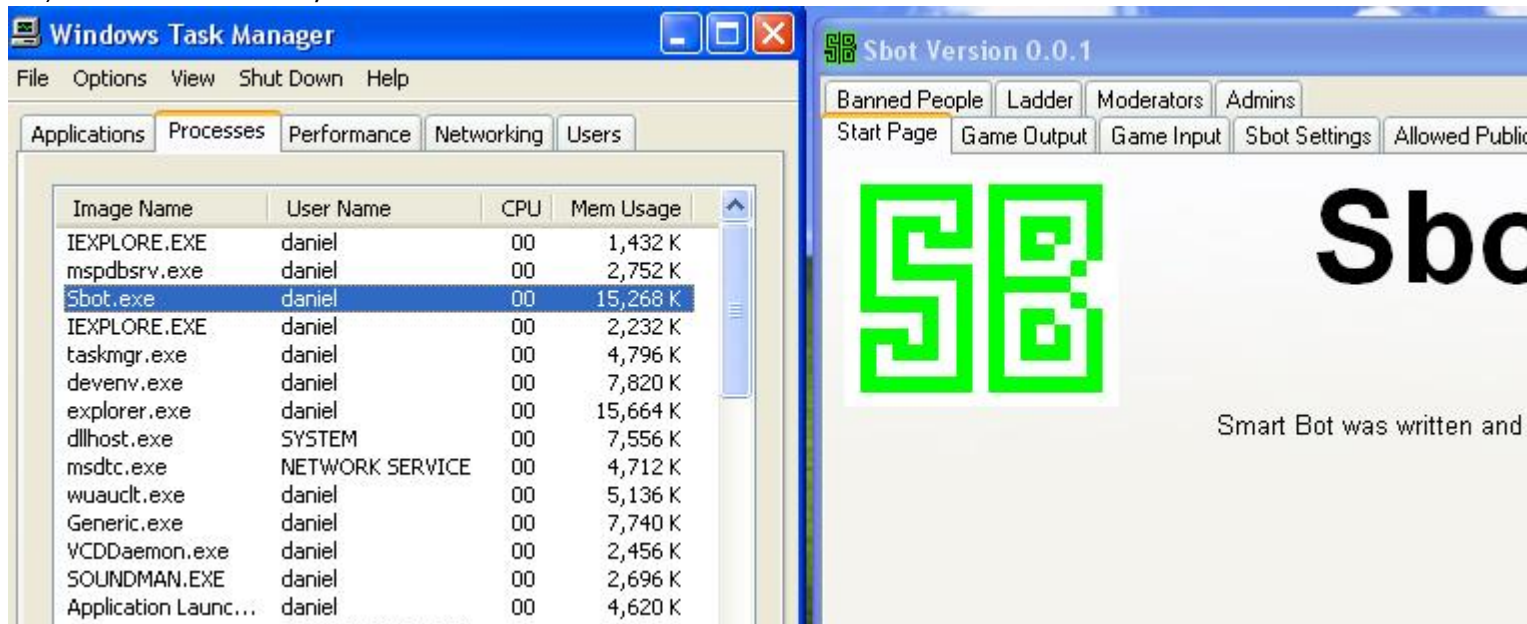 Windows Task Manager
File Options View Shut Down Help
Applications Processes Performance Networking Users
Image Name User Name CPU Mem Usage
IEXPLORE.EXE daniel 00 1,432 K
mspdbsrv.exe daniel 00 2,752 K
Sbot.exe daniel 00 15,268 K
IEXPLORE.EXE daniel 00 2,232 K
taskmgr.exe daniel 00 4,796 K
devenv.exe daniel 00 7,820 K
explorer.exe daniel 00 15,664 K
dllhost.exe SYSTEM 00 7,556 K
msdtc.exe NETWORK SERVICE 00 4,712 K
wuauclt.exe daniel 00 5,136 K
Generic.exe daniel 00 7,740 K
VCDDaemon.exe daniel 00 2,456 K
SOUNDMAN.EXE daniel 00 2,696 K
Application Launc... daniel 00 4,620 K
SB Sbot Version 0.0.1
Banned People Ladder Moderators Admins
Start Page Game Output Game Input Sbot Settings Allowed Public
SB
Sbo
Smart Bot was written and